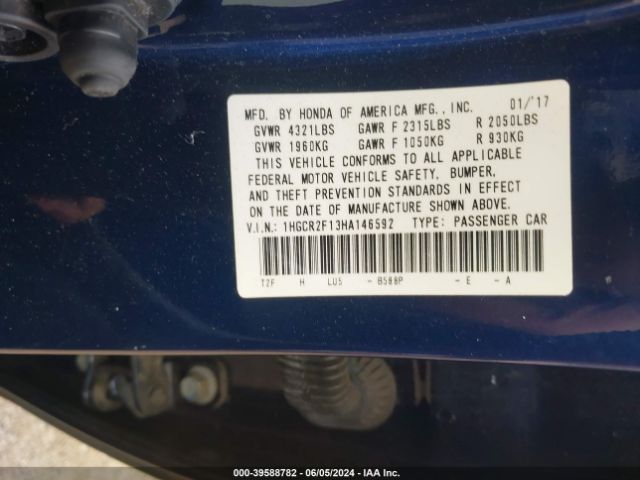 MFD. BY HONDA OF AMERICA MFG., INC. 01/'17
GVWR 4321LBS GAWR F 2315LBS R 2050LBS
GVWR 1960KG GAWR F 1050KG R 930KG
THIS VEHICLE CONFORMS TO ALL APPLICABLE
FEDERAL MOTOR VEHICLE SAFETY, BUMPER,
AND THEFT PREVENTION STANDARDS IN EFFECT
ON THE DATE OF MANUFACTURE SHOWN ABOVE.
V.I.N.: 1HGCR2F13HA146592 TYPE: PASSENGER CAR
T2F H LU5 - B588P - E - A
000-39588782 - 06/05/2024 - IAA Inc.